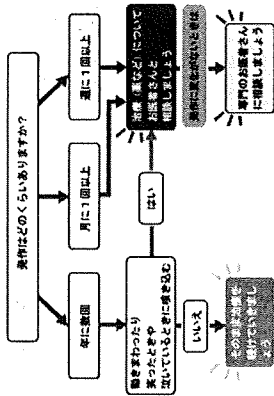 発作はどのくらいありますか?
年に数回
月に1回以上
週に1回以上
動きまわったり
笑ったときや
泣いているときに咳き込む
はい
いいえ
治療（薬など）について
お医者さんと
相談しましょう
専門のお医者さん
に相談しましょう